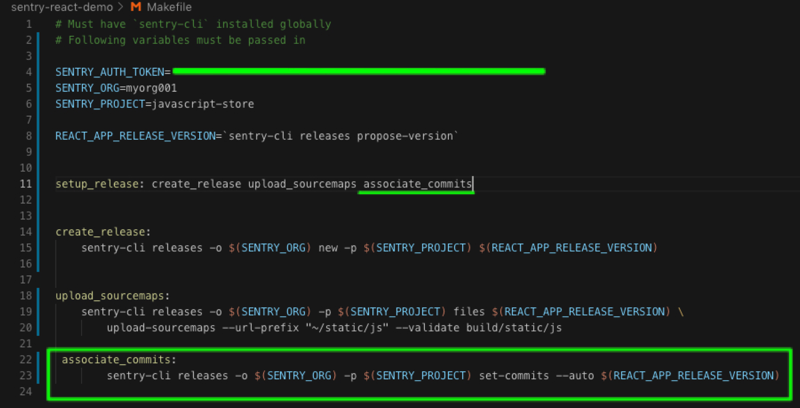 sentry-react-demo > M Makefile
1 # Must have `sentry-cli` installed globally
2 # Following variables must be passed in
3
4 SENTRY_AUTH_TOKEN=
5 SENTRY_ORG=myorg001
6 SENTRY_PROJECT=javascript-store
7
8 REACT_APP_RELEASE_VERSION=`sentry-cli releases propose-version`
9
10
11 setup_release: create_release upload_sourcemaps associate_commits
12
13
14 create_release:
15 sentry-cli releases -o $(SENTRY_ORG) new -p $(SENTRY_PROJECT) $(REACT_APP_RELEASE_VERSION)
16
17
18 upload_sourcemaps:
19 sentry-cli releases -o $(SENTRY_ORG) -p $(SENTRY_PROJECT) files $(REACT_APP_RELEASE_VERSION) \
20 upload-sourcemaps --url-prefix "~/static/js" --validate build/static/js
21
22 associate_commits:
23 sentry-cli releases -o $(SENTRY_ORG) -p $(SENTRY_PROJECT) set-commits --auto $(REACT_APP_RELEASE_VERSION)
24